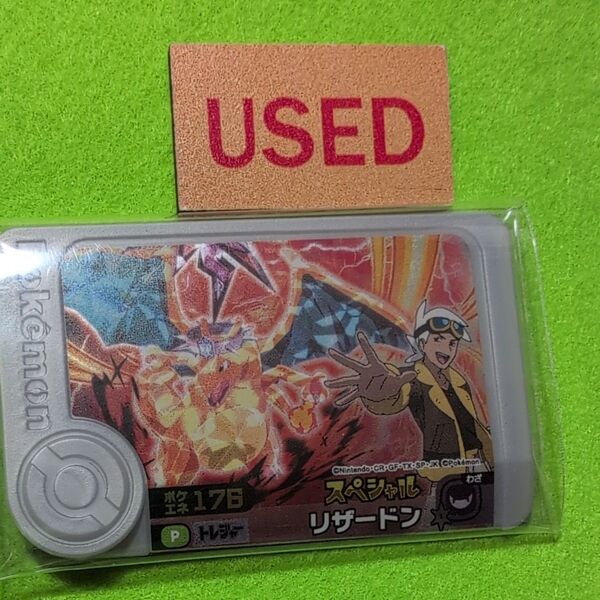 USED
Pokémon
©Nintendo・CR・GF・TX・SP・JK ©Pokémon
ポケエネ 176
スペシャル
わざ
P
トレジャー
リザードン